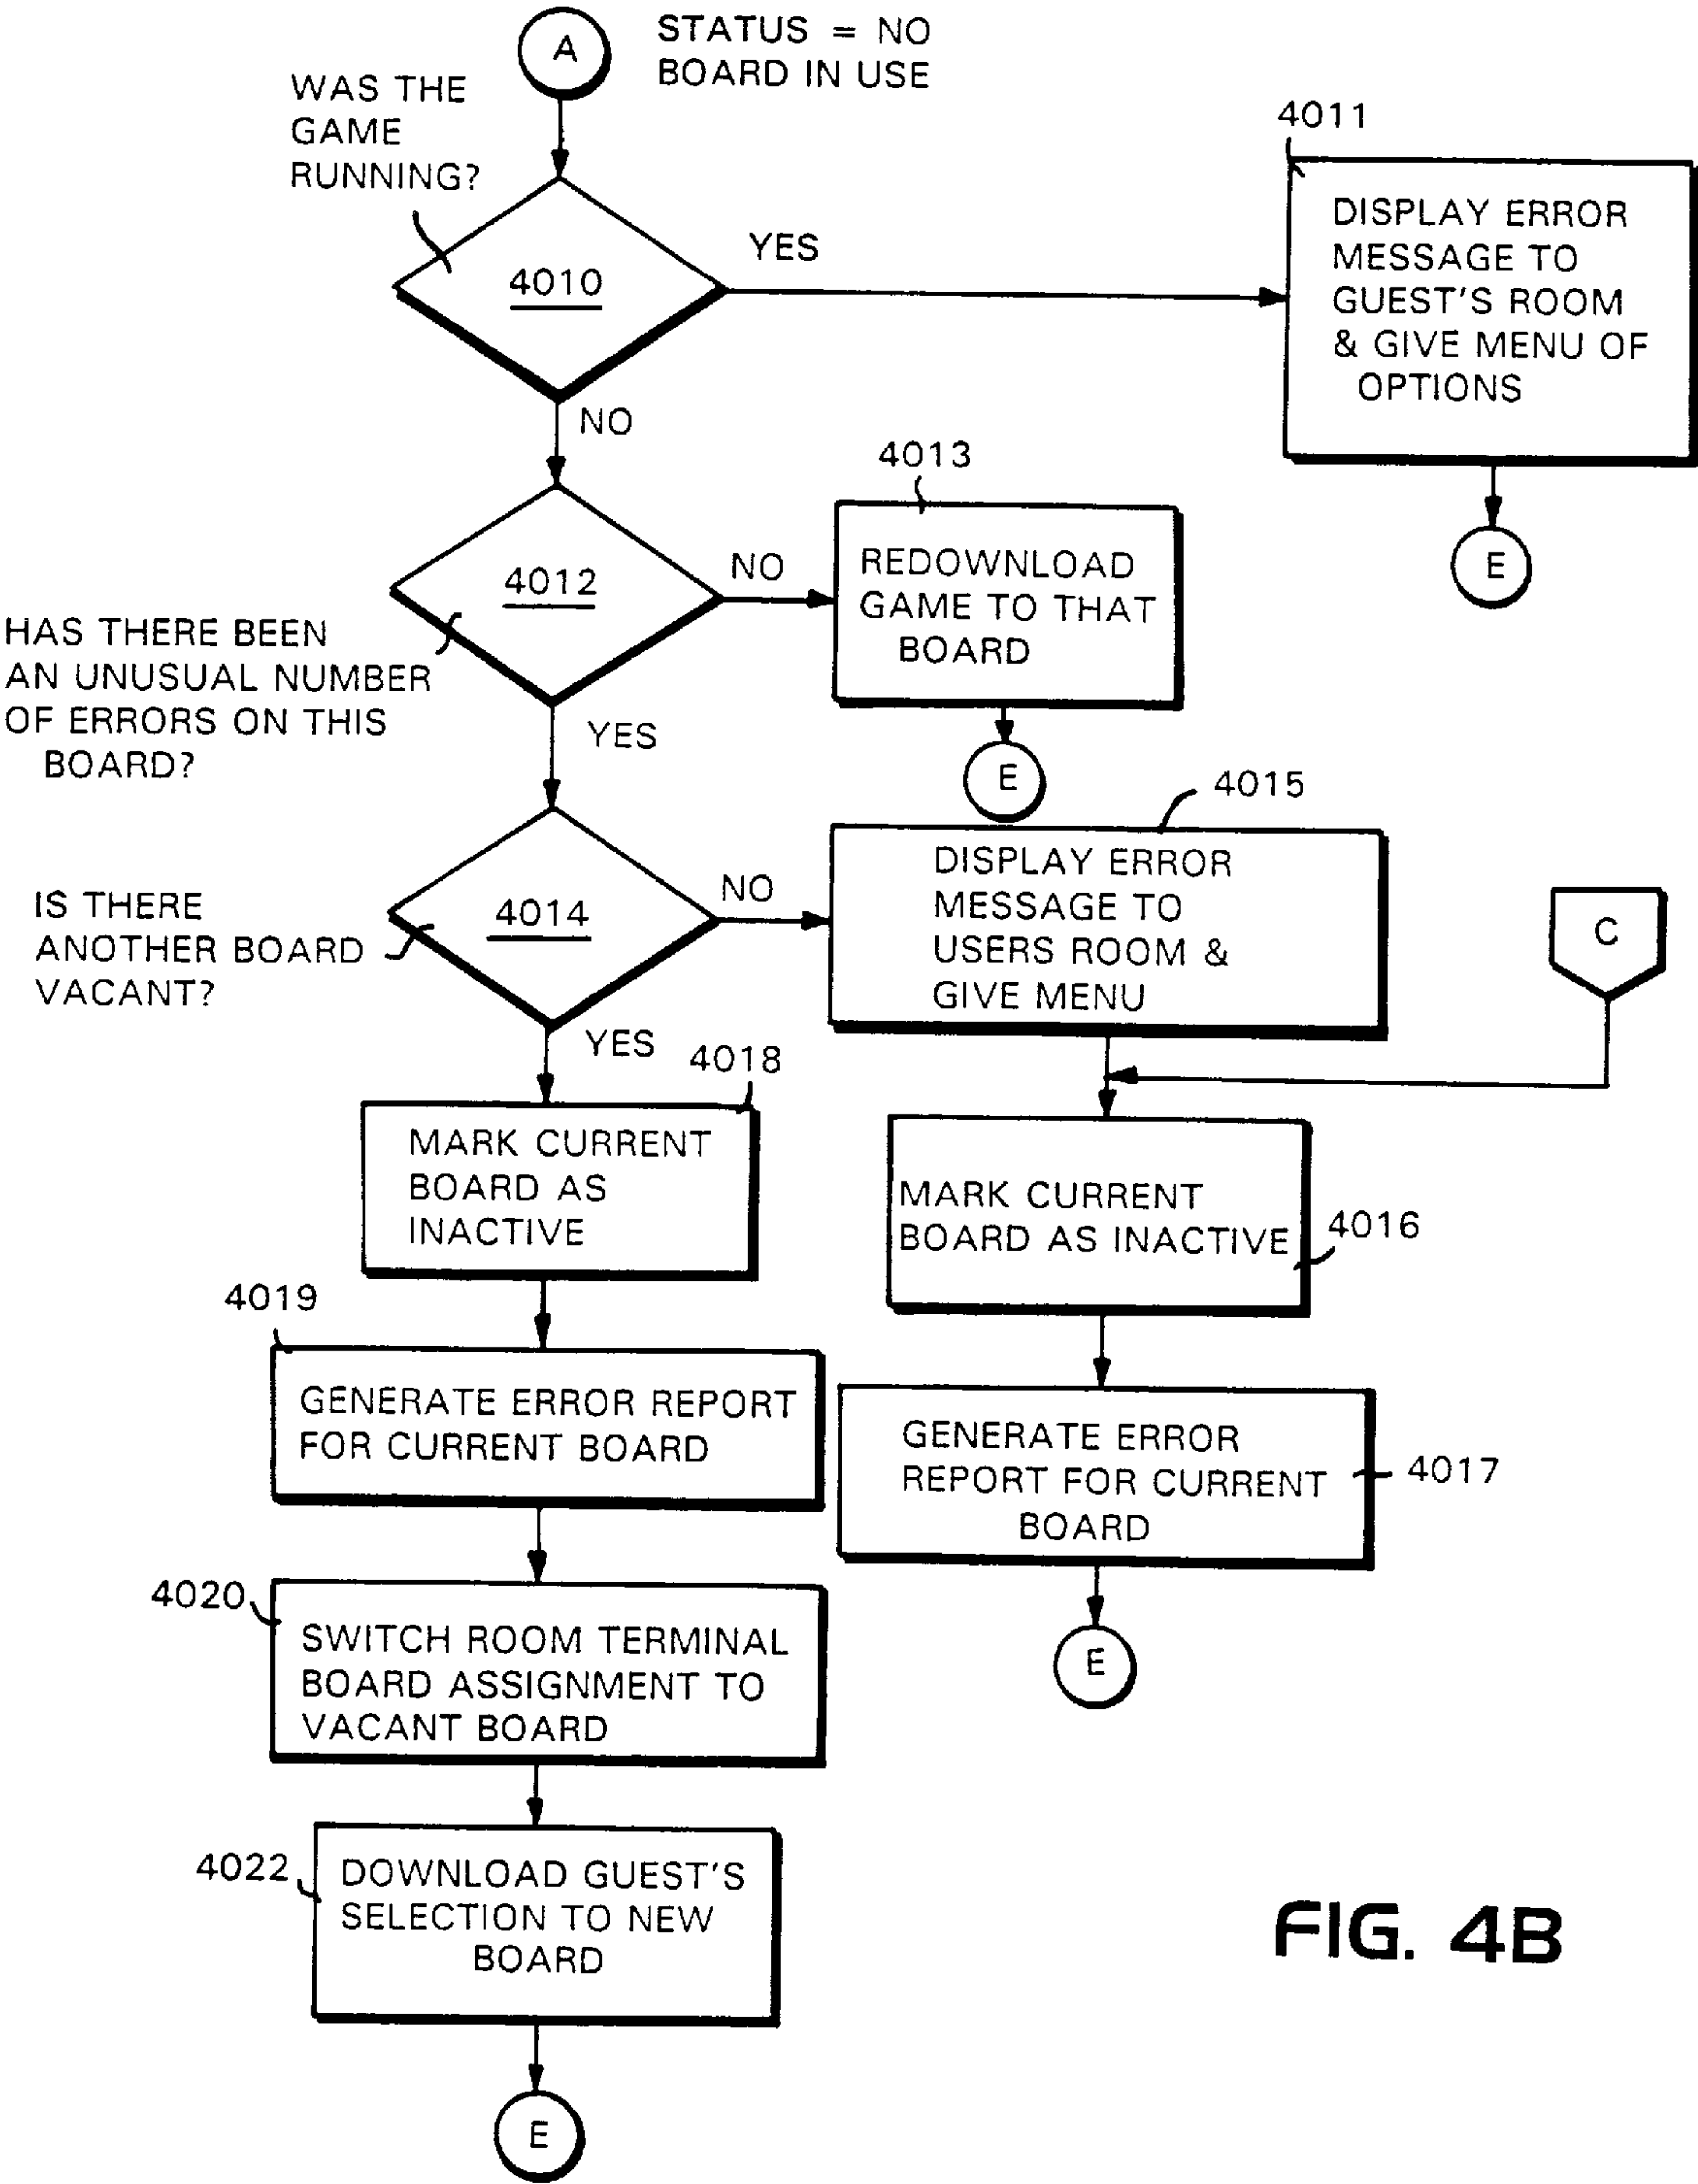 A
STATUS = NO
BOARD IN USE
WAS THE
GAME
RUNNING?
4010
YES
4011
DISPLAY ERROR
MESSAGE TO
GUEST'S ROOM
& GIVE MENU OF
OPTIONS
E
NO
4012
HAS THERE BEEN
AN UNUSUAL NUMBER
OF ERRORS ON THIS
BOARD?
NO
4013
REDOWNLOAD
GAME TO THAT
BOARD
E
YES
4014
IS THERE
ANOTHER BOARD
VACANT?
NO
4015
DISPLAY ERROR
MESSAGE TO
USERS ROOM &
GIVE MENU
C
YES
4018
MARK CURRENT
BOARD AS
INACTIVE
MARK CURRENT
BOARD AS INACTIVE
4016
4019
GENERATE ERROR REPORT
FOR CURRENT BOARD
GENERATE ERROR
REPORT FOR CURRENT
BOARD
4017
E
4020
SWITCH ROOM TERMINAL
BOARD ASSIGNMENT TO
VACANT BOARD
4022
DOWNLOAD GUEST'S
SELECTION TO NEW
BOARD
E
FIG. 4B